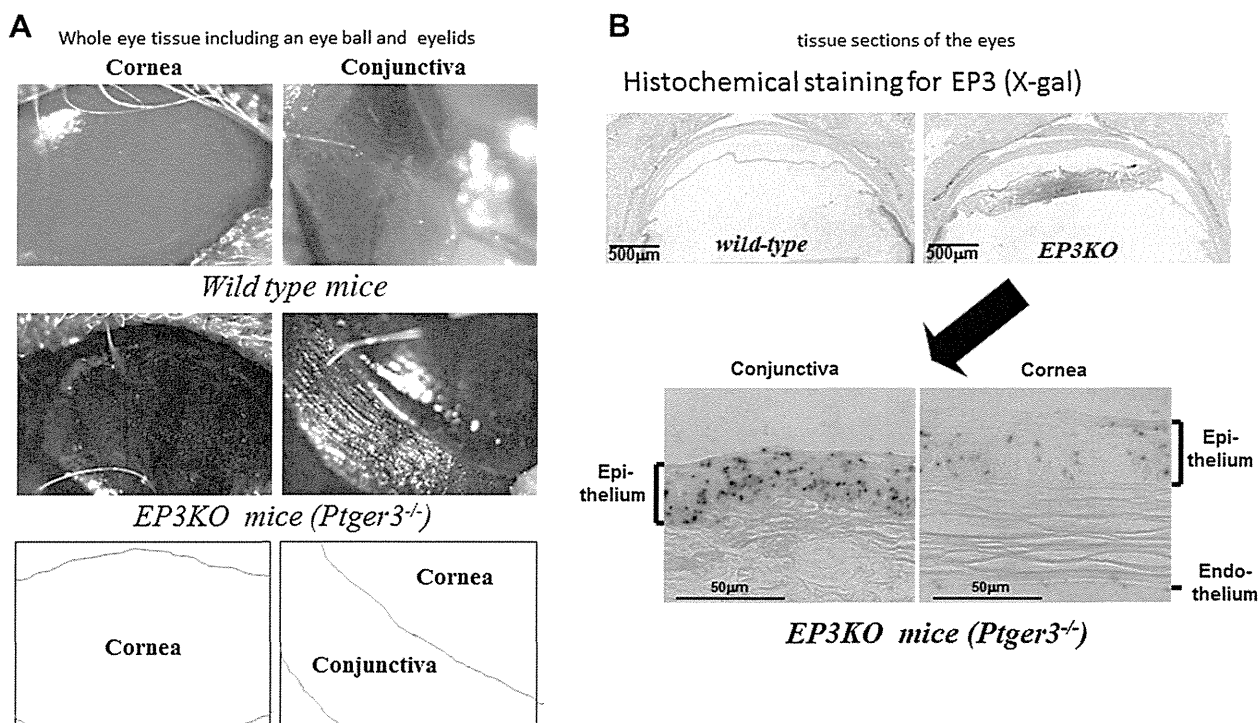 A
Whole eye tissue including an eye ball and eyelids
Cornea
Conjunctiva
Wild type mice
EP3KO mice (Ptger3-/-)
Cornea
Cornea
Conjunctiva
B
tissue sections of the eyes
Histochemical staining for EP3 (X-gal)
500μm
wild-type
500μm
EP3KO
Conjunctiva
Cornea
Epi-
thelium
50μm
50μm
Epi-
thelium
Endo-
thelium
EP3KO mice (Ptger3-/-)